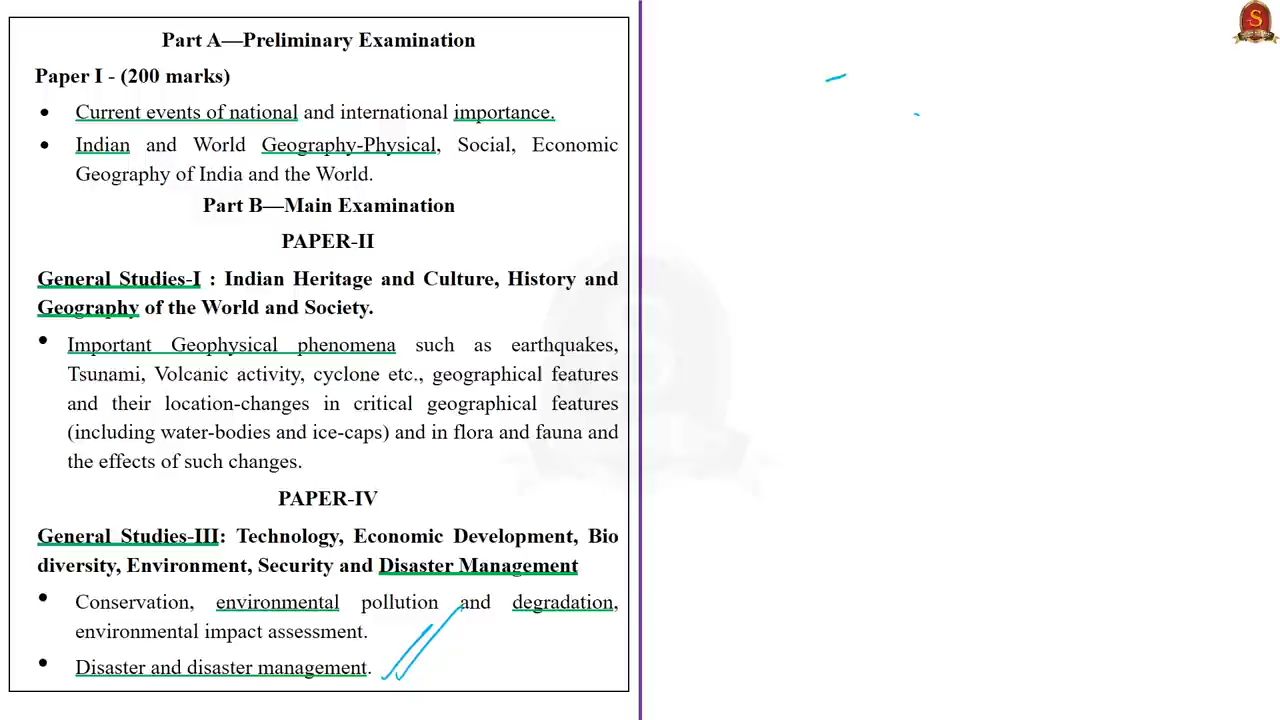 Part A—Preliminary Examination
Paper I - (200 marks)
• Current events of national and international importance.
• Indian and World Geography-Physical, Social, Economic
Geography of India and the World.
Part B—Main Examination
PAPER-II
General Studies-I : Indian Heritage and Culture, History and
Geography of the World and Society.
• Important Geophysical phenomena such as earthquakes,
Tsunami, Volcanic activity, cyclone etc., geographical features
and their location-changes in critical geographical features
(including water-bodies and ice-caps) and in flora and fauna and
the effects of such changes.
PAPER-IV
General Studies-III: Technology, Economic Development, Bio
diversity, Environment, Security and Disaster Management
• Conservation, environmental pollution and degradation,
environmental impact assessment.
• Disaster and disaster management.
S